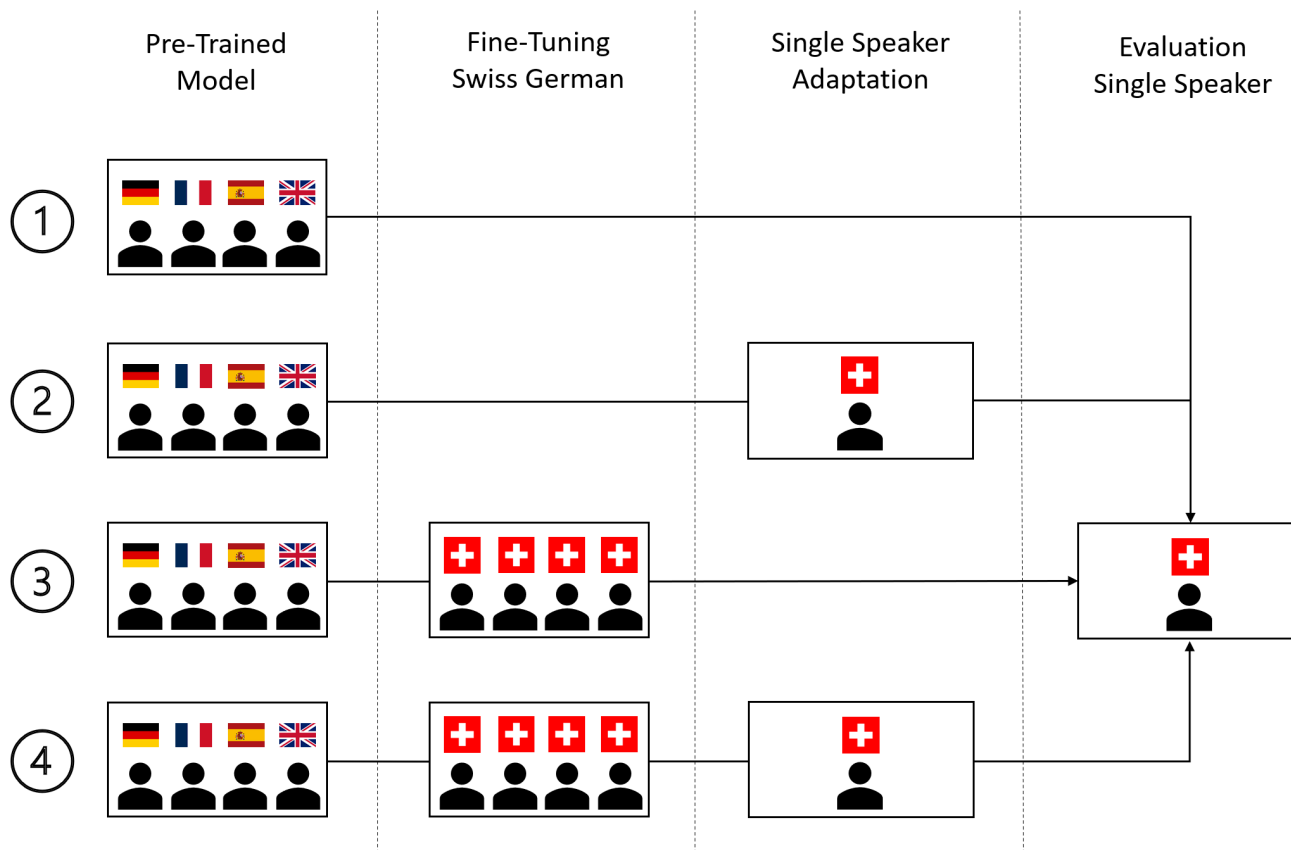 Pre-Trained
Model
Fine-Tuning
Swiss German
Single Speaker
Adaptation
Evaluation
Single Speaker
1
2
3
4